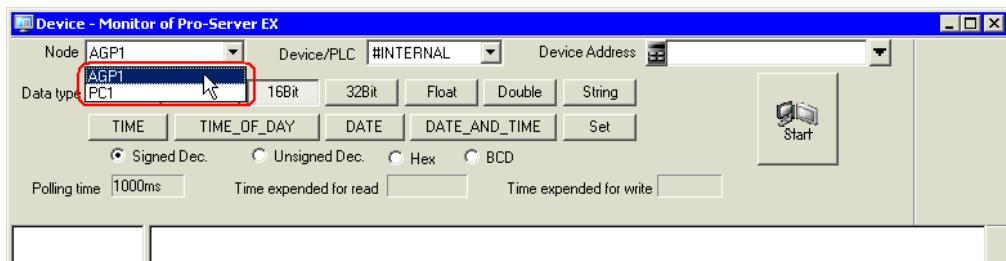 Device - Monitor of Pro-Server EX
Node AGP1 Device/PLC #INTERNAL Device Address
AGP1
Data type PC1 16Bit 32Bit Float Double String
TIME TIME_OF_DAY DATE DATE_AND_TIME Set
Start
Signed Dec. Unsigned Dec. Hex BCD
Polling time 1000ms Time expended for read Time expended for write